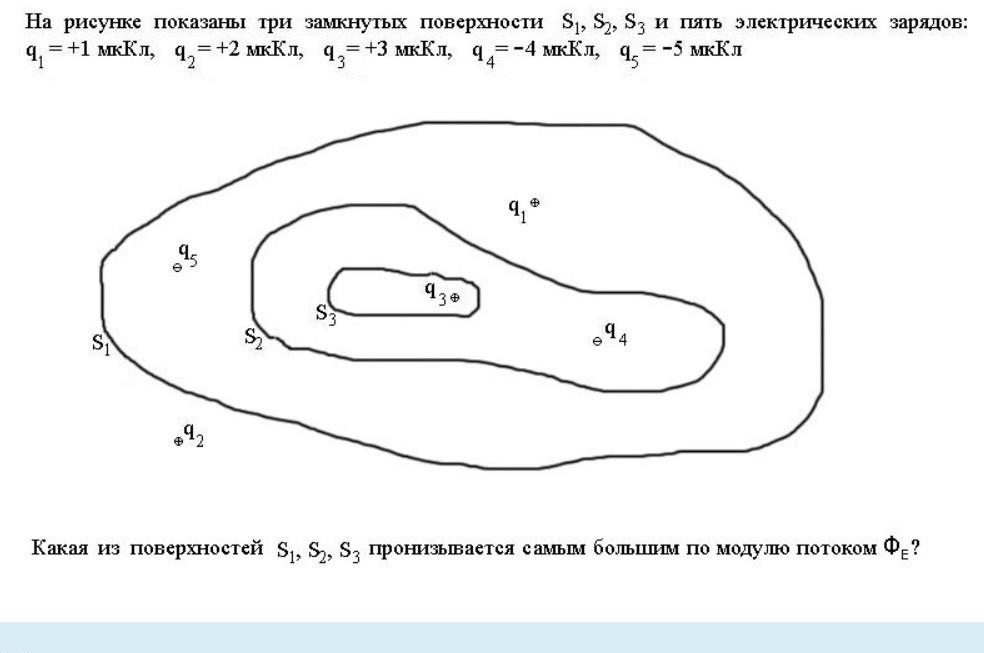 На рисунке показаны три замкнутых поверхности S₁, S₂, S₃ и пять электрических зарядов:
q₁ = +1 мкКл, q₂ = +2 мкКл, q₃ = +3 мкКл, q₄ = −4 мкКл, q₅ = −5 мкКл
q₁ ⊕
q₅
⊖
q₃ ⊕
S₃
S₂
⊖ q₄
S₁
⊕ q₂
Какая из поверхностей S₁, S₂, S₃ пронизывается самым большим по модулю потоком Φ_E?